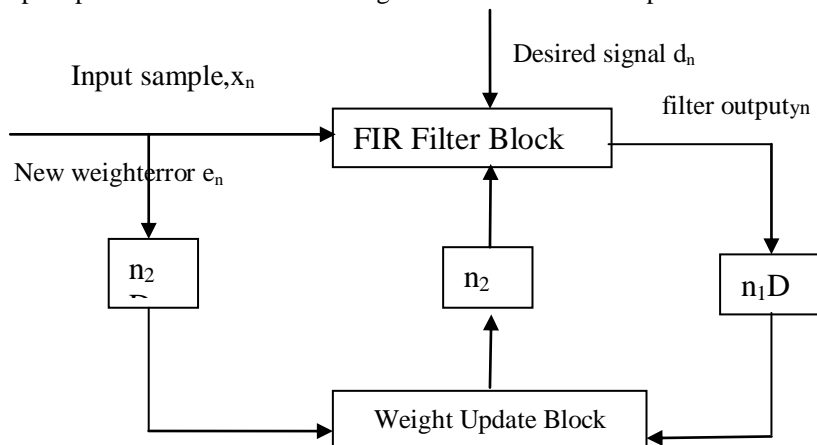 Desired signal dₙ
Input sample,xₙ
filter outputyn
FIR Filter Block
New weighterror eₙ
n₂
n₂
n₁D
Weight Update Block